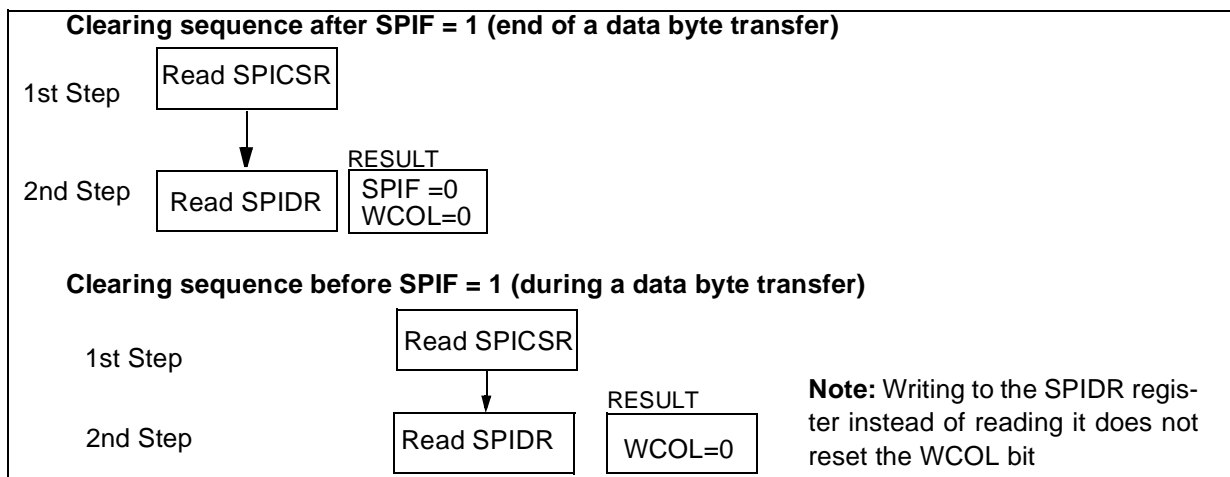 Clearing sequence after SPIF = 1 (end of a data byte transfer)
1st Step
Read SPICSR
2nd Step
Read SPIDR
RESULT
SPIF =0
WCOL=0
Clearing sequence before SPIF = 1 (during a data byte transfer)
1st Step
Read SPICSR
2nd Step
Read SPIDR
RESULT
WCOL=0
Note: Writing to the SPIDR regis-
ter instead of reading it does not
reset the WCOL bit